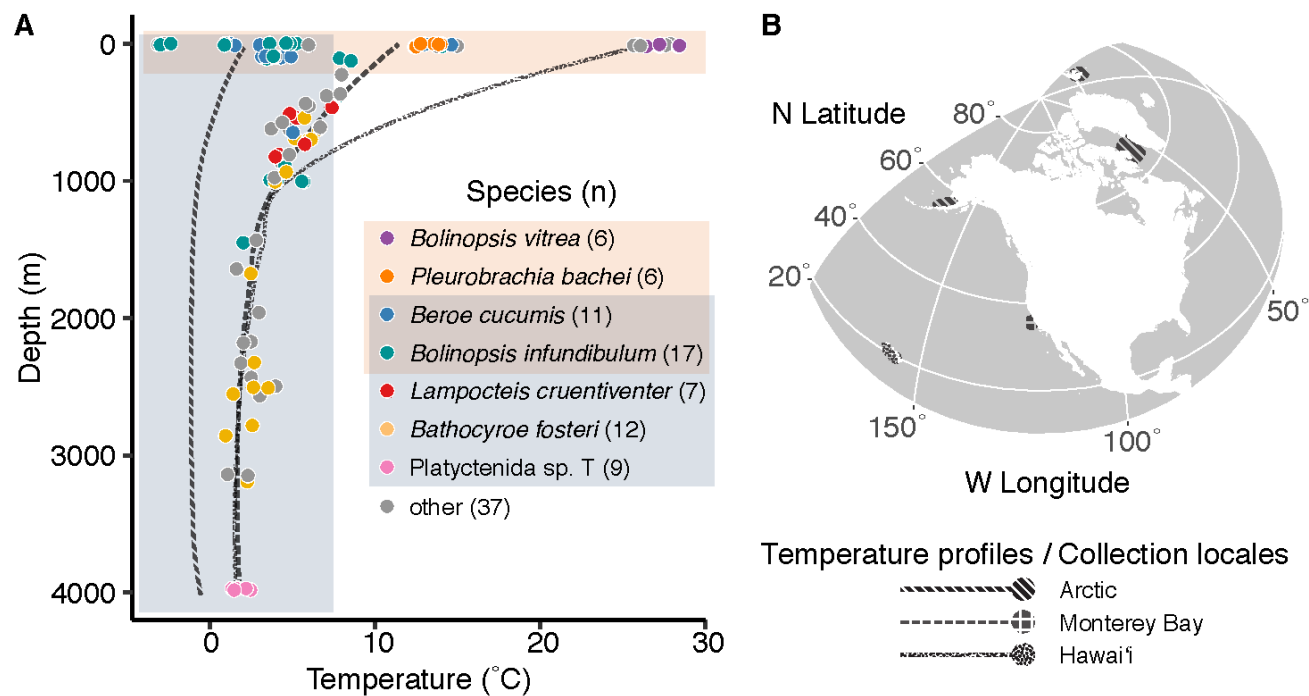 A
0
1000
2000
3000
4000
Depth (m)
0
10
20
30
Temperature (°C)
Species (n)
Bolinopsis vitrea (6)
Pleurobrachia bachei (6)
Beroe cucumis (11)
Bolinopsis infundibulum (17)
Lampocteis cruentiventer (7)
Bathocyroe fosteri (12)
Platyctenida sp. T (9)
other (37)
B
N Latitude
80°
60°
40°
20°
150°
100°
50°
W Longitude
Temperature profiles / Collection locales
Arctic
Monterey Bay
Hawaiʻi